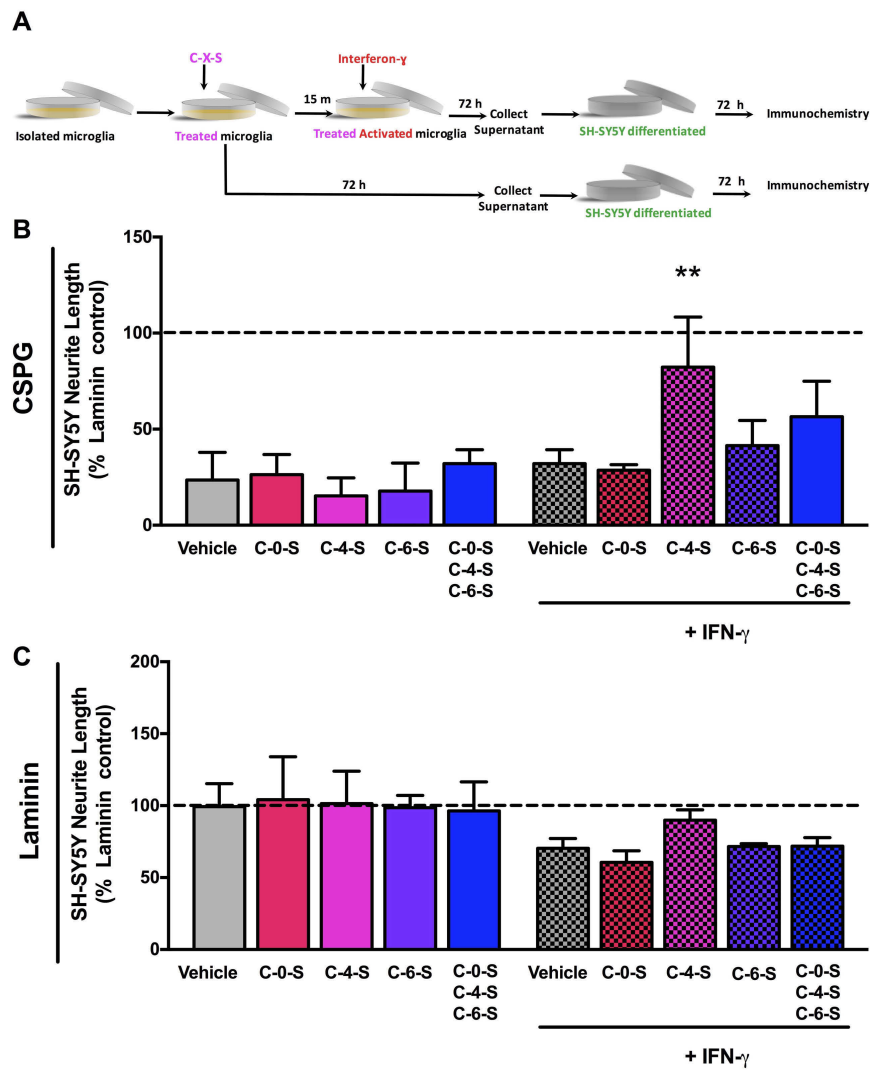 A
C-X-S
Interferon-ɣ
15 m
72 h
72 h
Collect
Supernatant
Isolated microglia
Treated microglia
Treated Activated microglia
SH-SY5Y differentiated
Immunochemistry
72 h
Collect
Supernatant
72 h
SH-SY5Y differentiated
Immunochemistry
B
CSPG
SH-SY5Y Neurite Length
(% Laminin control)
150
100
50
0
**
Vehicle C-0-S C-4-S C-6-S C-0-S Vehicle C-0-S C-4-S C-6-S C-0-S
C-4-S C-4-S
C-6-S C-6-S
+ IFN-γ
C
Laminin
SH-SY5Y Neurite Length
(% Laminin control)
200
150
100
50
0
Vehicle C-0-S C-4-S C-6-S C-0-S Vehicle C-0-S C-4-S C-6-S C-0-S
C-4-S C-4-S
C-6-S C-6-S
+ IFN-γ